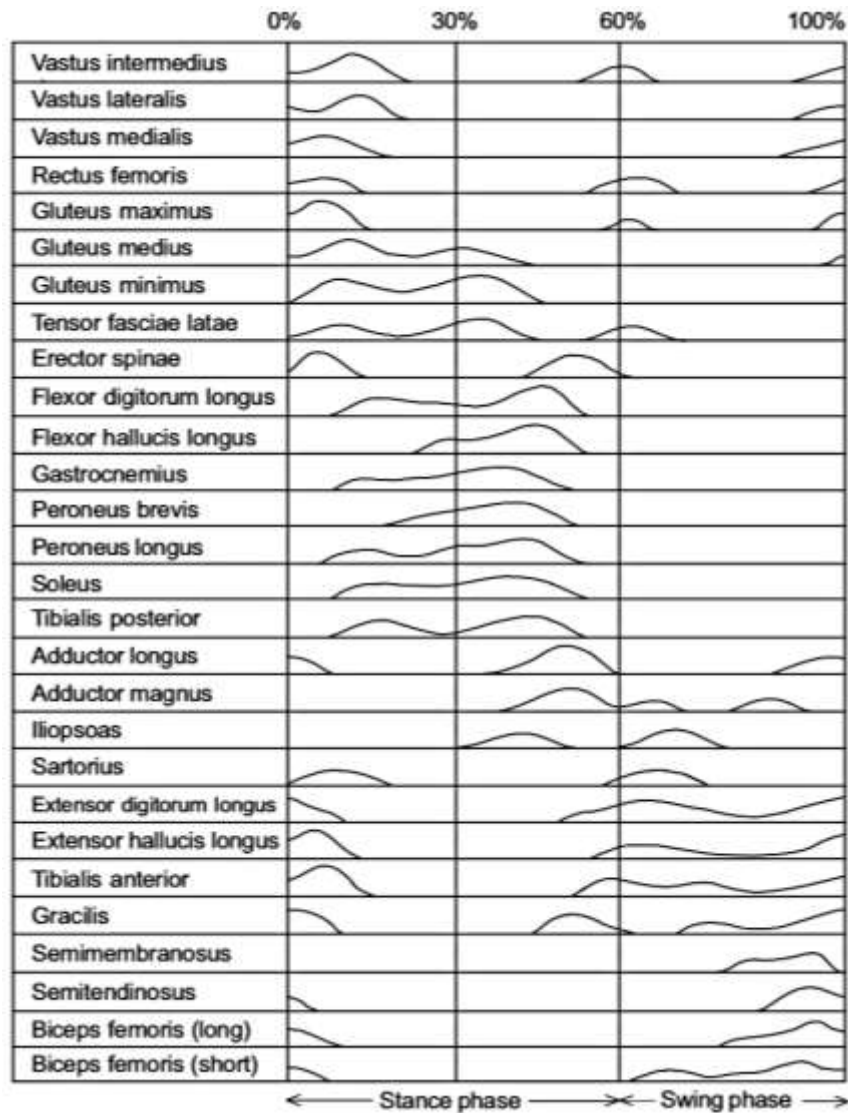 0% 30% 60% 100%
Vastus intermedius
Vastus lateralis
Vastus medialis
Rectus femoris
Gluteus maximus
Gluteus medius
Gluteus minimus
Tensor fasciae latae
Erector spinae
Flexor digitorum longus
Flexor hallucis longus
Gastrocnemius
Peroneus brevis
Peroneus longus
Soleus
Tibialis posterior
Adductor longus
Adductor magnus
Iliopsoas
Sartorius
Extensor digitorum longus
Extensor hallucis longus
Tibialis anterior
Gracilis
Semimembranosus
Semitendinosus
Biceps femoris (long)
Biceps femoris (short)
Stance phase Swing phase